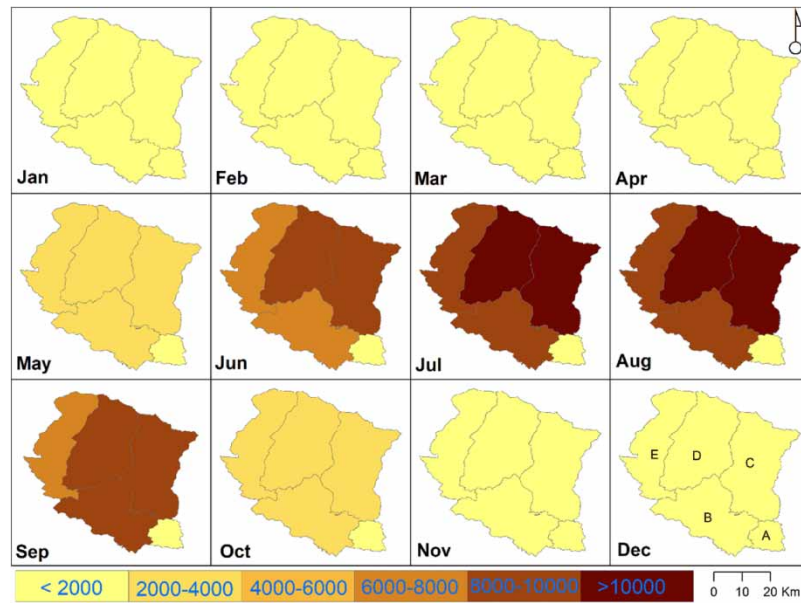 Jan Feb Mar Apr
May Jun Jul Aug
E D C
B
A
Sep Oct Nov Dec
< 2000 2000-4000 4000-6000 6000-8000 8000-10000 >10000
0 10 20 Km